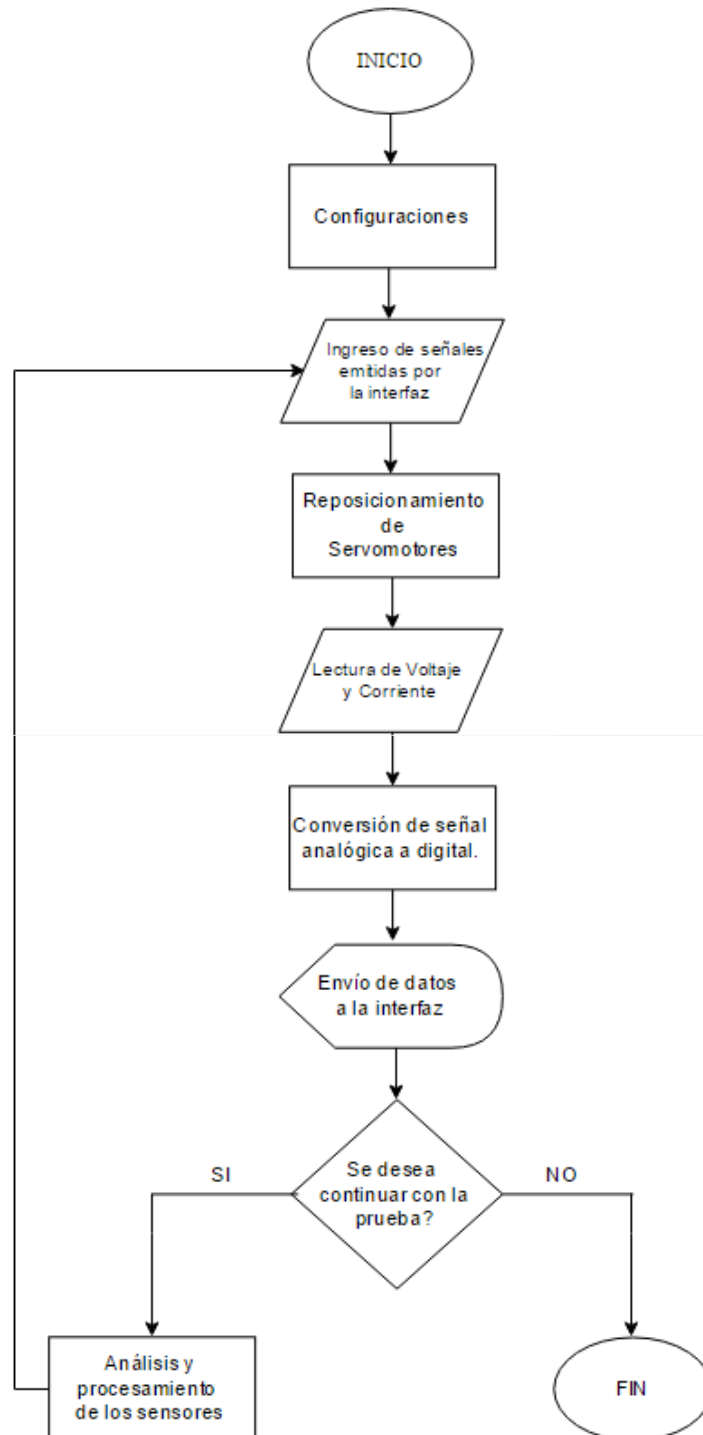 INICIO
Configuraciones
Ingreso de señales
emitidas por
la interfaz
Reposicionamiento
de
Servomotores
Lectura de Voltaje
y Corriente
Conversión de señal
analógica a digital.
Envío de datos
a la interfaz
Se desea
continuar con la
prueba?
SI
NO
Análisis y
procesamiento
de los sensores
FIN